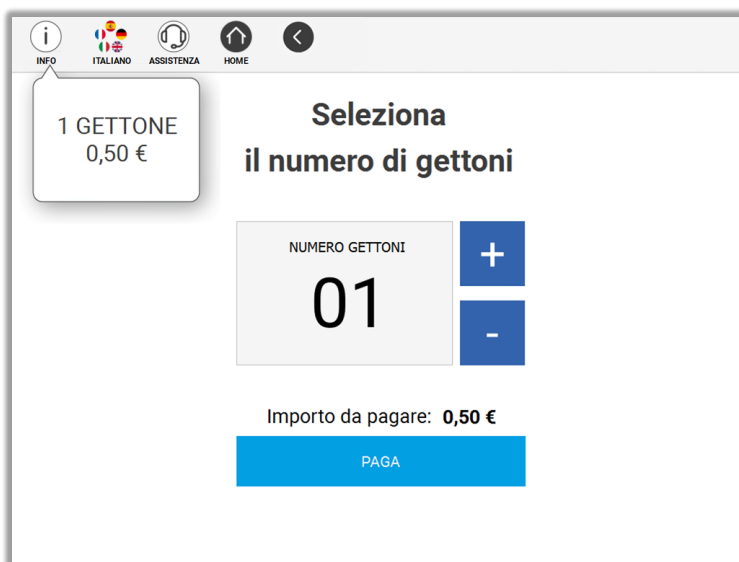 INFO
ITALIANO
ASSISTENZA
HOME
1 GETTONE
0,50 €
Seleziona
il numero di gettoni
NUMERO GETTONI
01
+
-
Importo da pagare: 0,50 €
PAGA